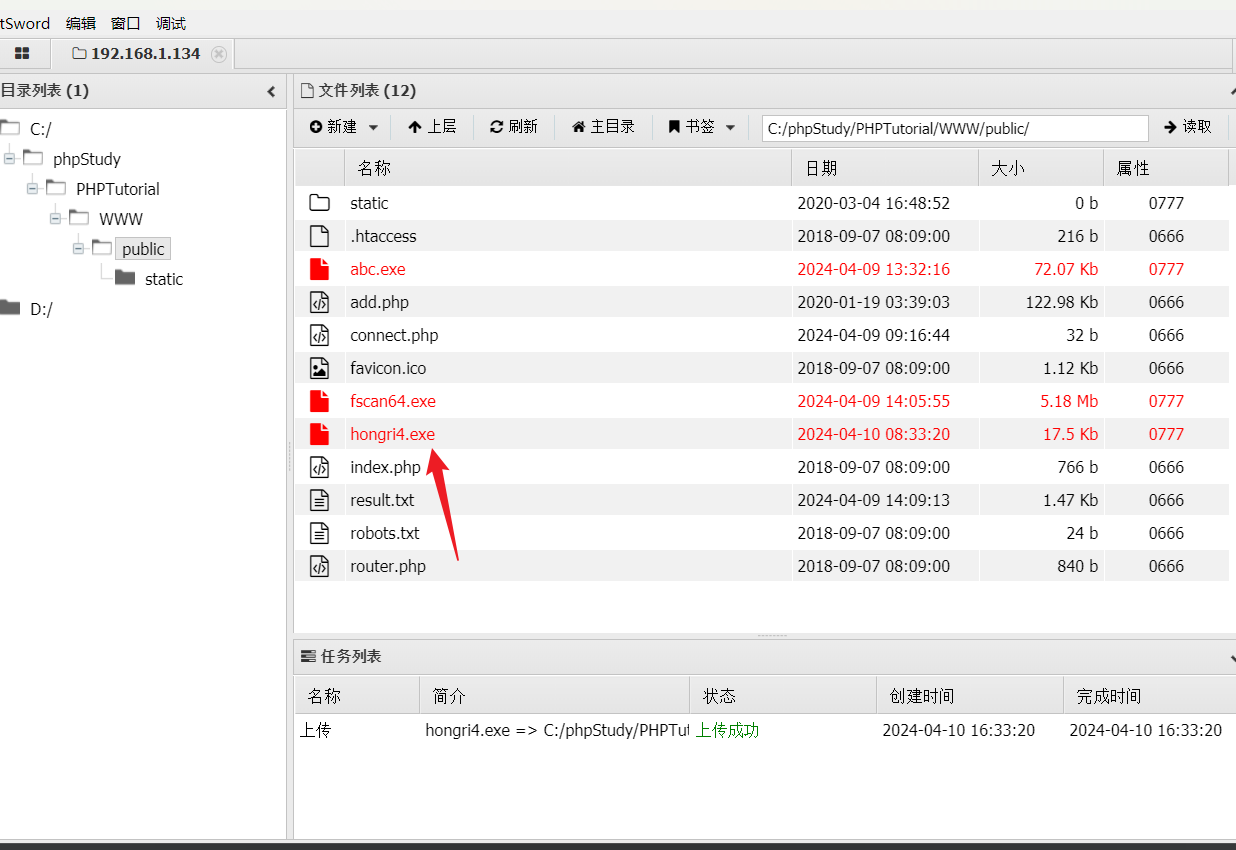 tSword 编辑 窗口 调试
192.168.1.134
目录列表 (1)
C:/
phpStudy
PHPTutorial
WWW
public
static
D:/
文件列表 (12)
新建 上层 刷新 主目录 书签 C:/phpStudy/PHPTutorial/WWW/public/ 读取
名称 日期 大小 属性
static 2020-03-04 16:48:52 0 b 0777
.htaccess 2018-09-07 08:09:00 216 b 0666
abc.exe 2024-04-09 13:32:16 72.07 Kb 0777
add.php 2020-01-19 03:39:03 122.98 Kb 0666
connect.php 2024-04-09 09:16:44 32 b 0666
favicon.ico 2018-09-07 08:09:00 1.12 Kb 0666
fscan64.exe 2024-04-09 14:05:55 5.18 Mb 0777
hongri4.exe 2024-04-10 08:33:20 17.5 Kb 0777
index.php 2018-09-07 08:09:00 766 b 0666
result.txt 2024-04-09 14:09:13 1.47 Kb 0666
robots.txt 2018-09-07 08:09:00 24 b 0666
router.php 2018-09-07 08:09:00 840 b 0666
任务列表
名称 简介 状态 创建时间 完成时间
上传 hongri4.exe => C:/phpStudy/PHPTut 上传成功 2024-04-10 16:33:20 2024-04-10 16:33:20